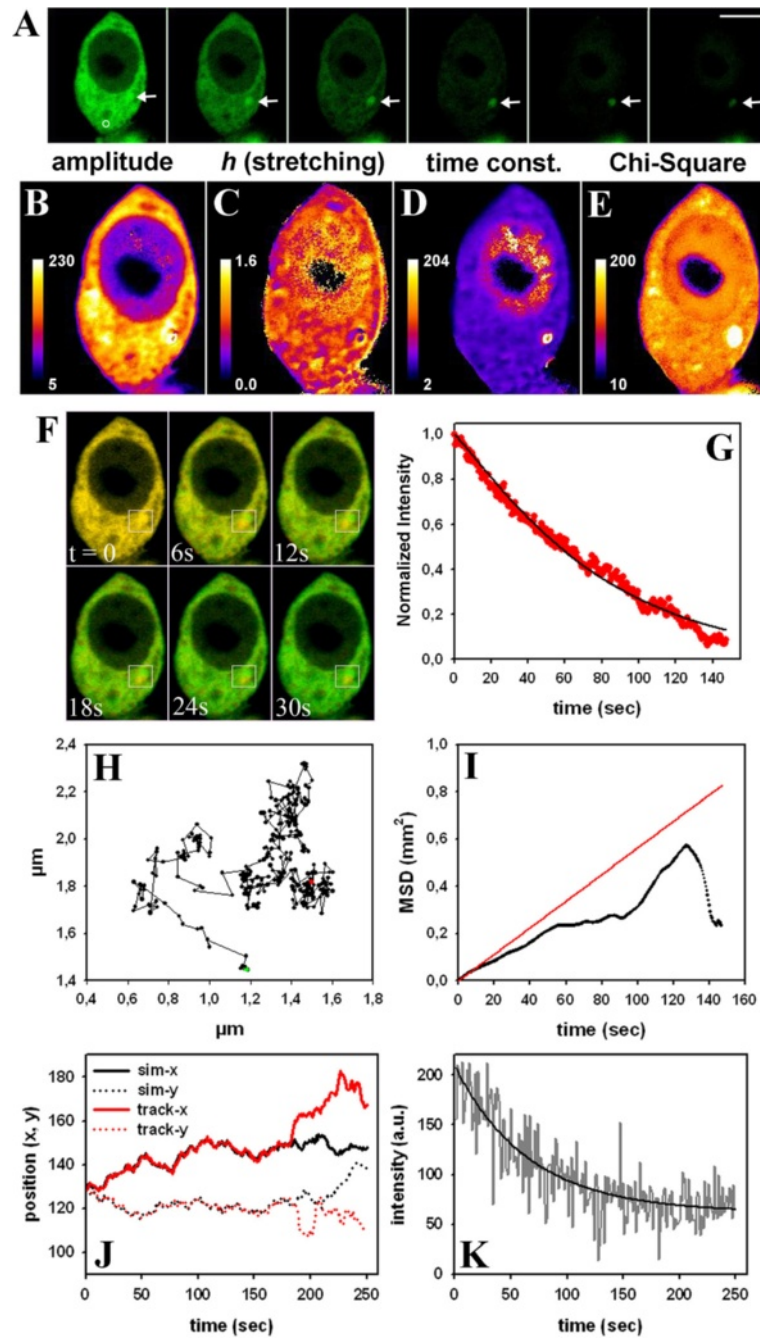 A
amplitude h (stretching) time const. Chi-Square
B C D E
230 1.6 204 200
5 0.0 2 10
F
t = 0 6s 12s
18s 24s 30s
G
Normalized Intensity
1,0
0,8
0,6
0,4
0,2
0,0
0 20 40 60 80 100 120 140
time (sec)
H
µm
2,4
2,2
2,0
1,8
1,6
1,4
0,4 0,6 0,8 1,0 1,2 1,4 1,6 1,8
µm
I
MSD (mm²)
1,0
0,8
0,6
0,4
0,2
0,0
0 20 40 60 80 100 120 140 160
time (sec)
J
position (x, y)
180
160
140
120
100
sim-x
sim-y
track-x
track-y
0 50 100 150 200 250
time (sec)
K
intensity (a.u.)
200
150
100
50
0
0 50 100 150 200 250
time (sec)